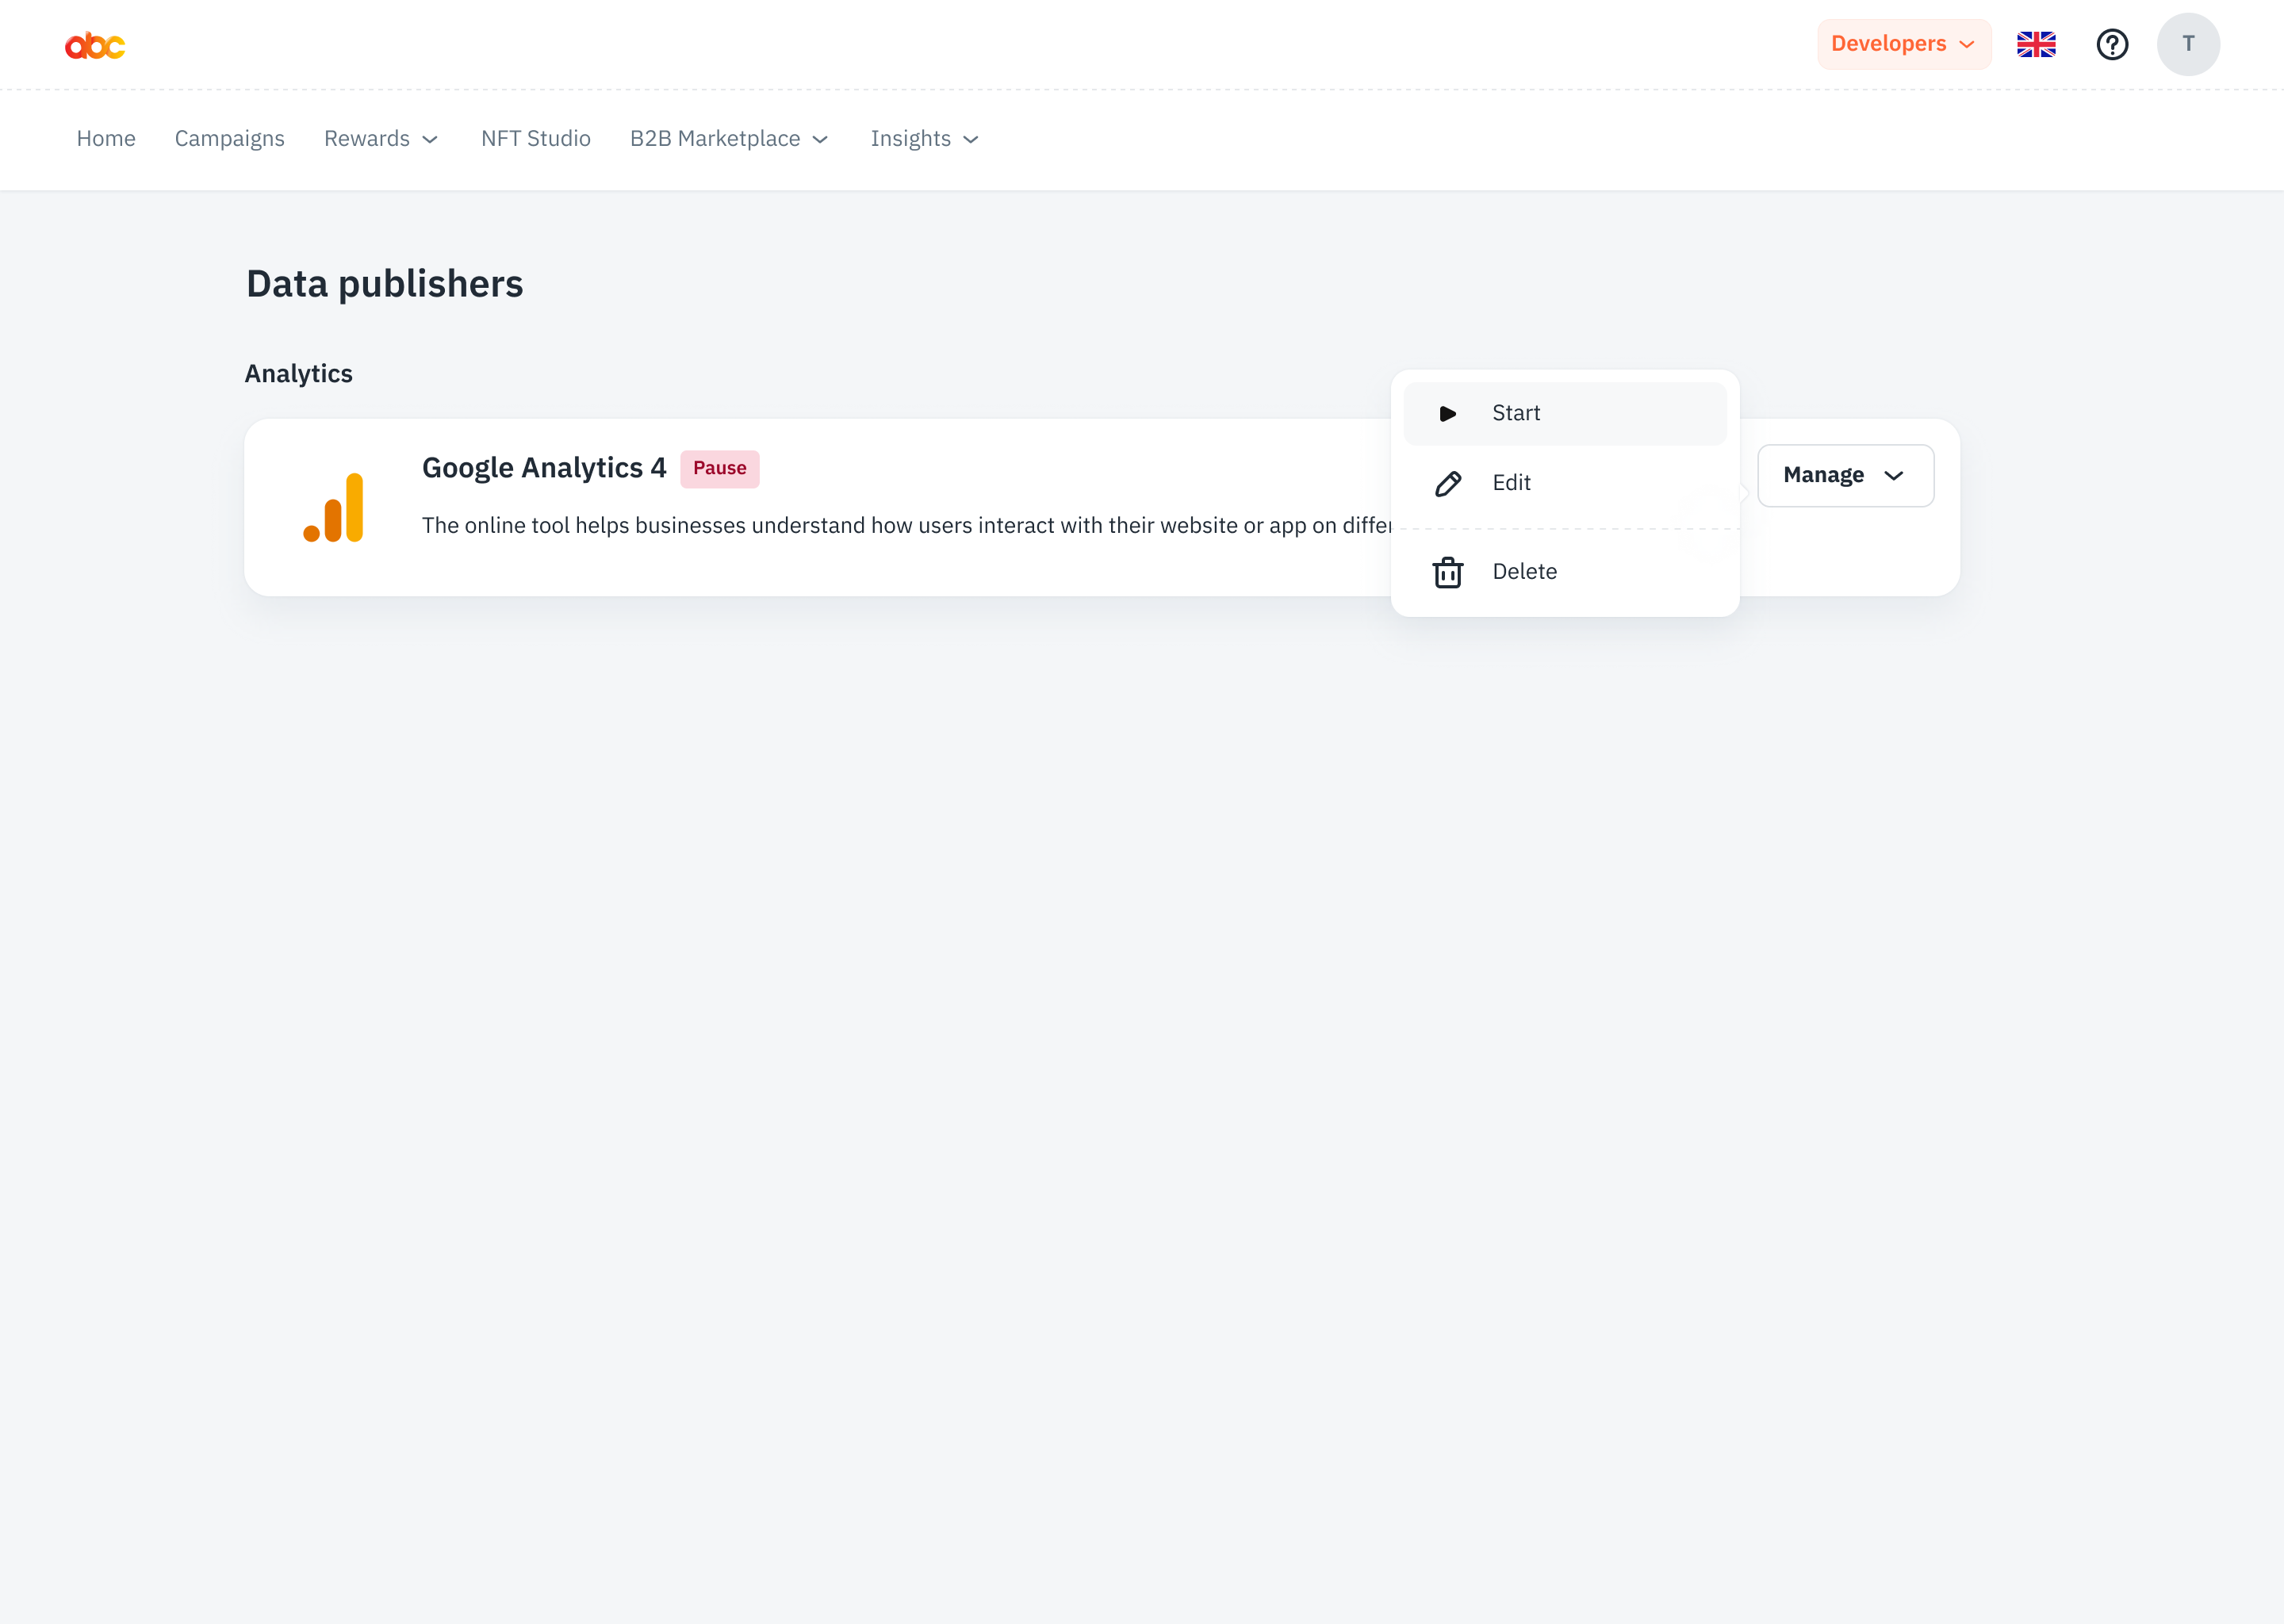 abc
Developers
T
Home Campaigns Rewards NFT Studio B2B Marketplace Insights
Data publishers
Analytics
Google Analytics 4 Pause
The online tool helps businesses understand how users interact with their website or app on differ
Start
Edit
Delete
Manage